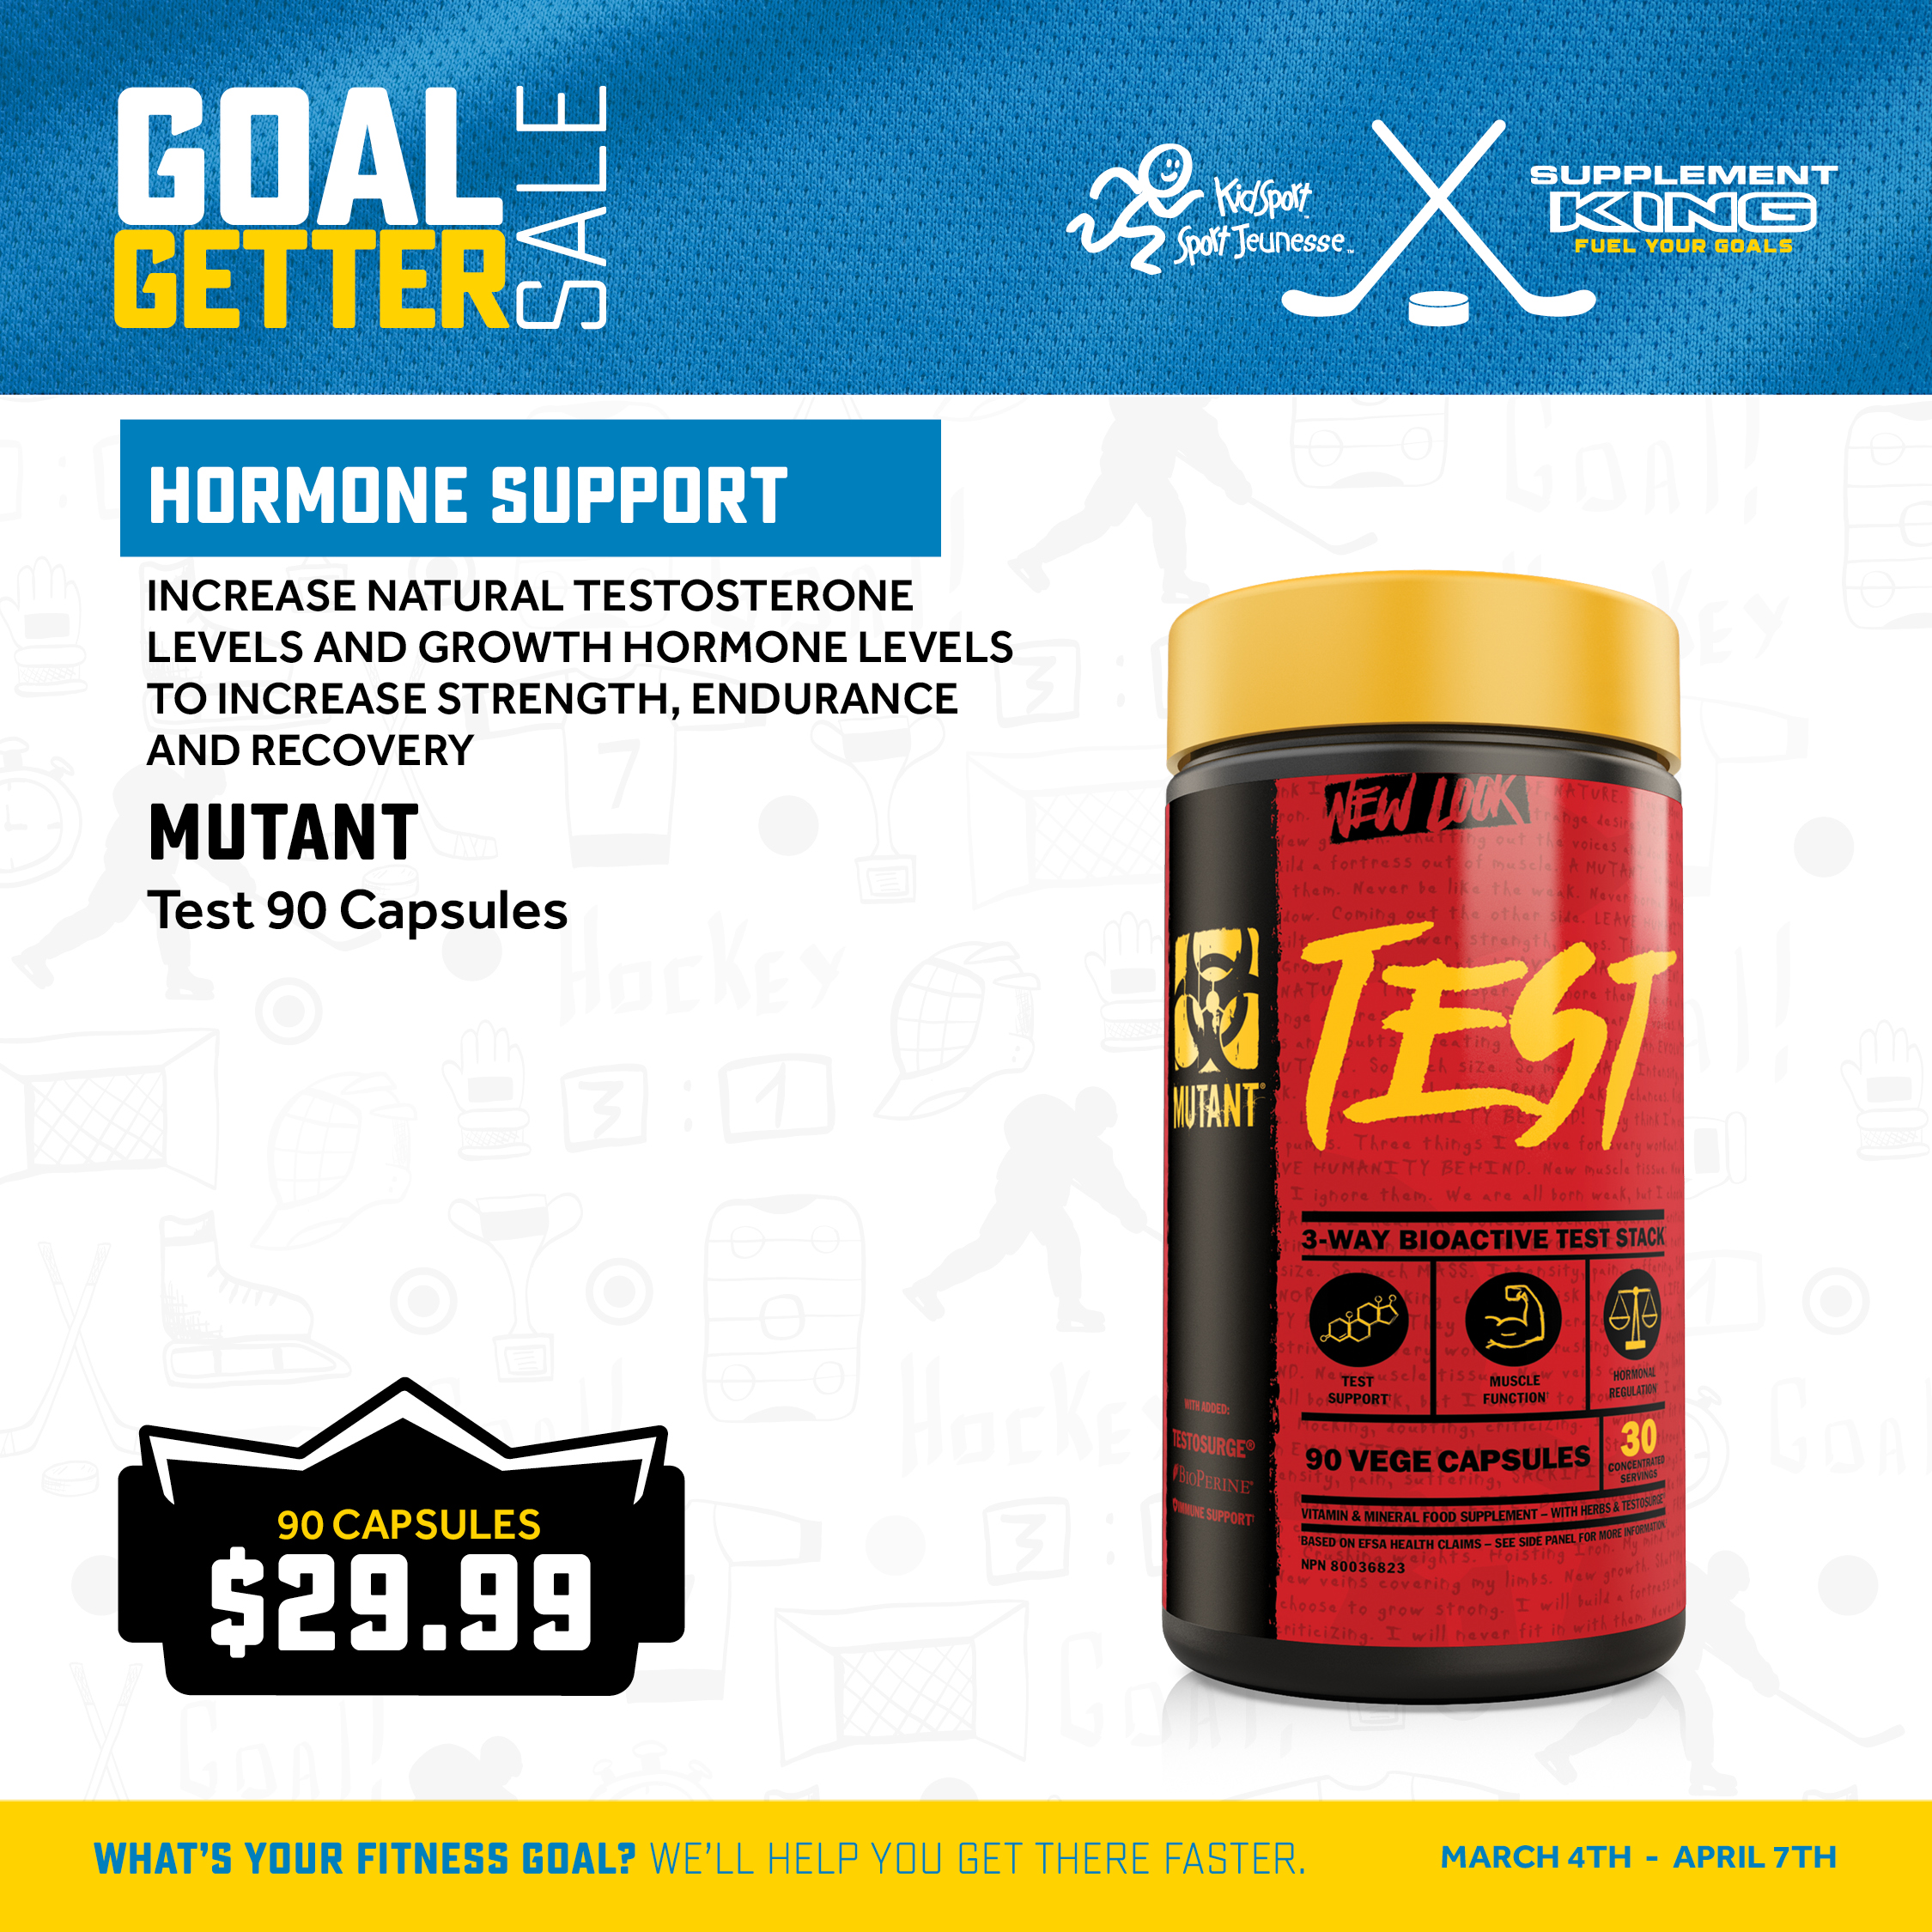 GOAL
GETTER
SALE
KidSport™
Sport Jeunesse™
SUPPLEMENT
KING
FUEL YOUR GOALS
HORMONE SUPPORT
INCREASE NATURAL TESTOSTERONE
LEVELS AND GROWTH HORMONE LEVELS
TO INCREASE STRENGTH, ENDURANCE
AND RECOVERY
MUTANT
Test 90 Capsules
NEW LOOK
TEST
MUTANT®
3-WAY BIOACTIVE TEST STACK
TEST
SUPPORT
MUSCLE
FUNCTION
HORMONAL
REGULATION
WITH ADDED:
TESTOSURGE®
BIOPERINE®
IMMUNE SUPPORT
90 VEGE CAPSULES
30
CONCENTRATED
SERVINGS
VITAMIN & MINERAL FOOD SUPPLEMENT – WITH HERBS & TESTOSURGE®
BASED ON EFSA HEALTH CLAIMS – SEE SIDE PANEL FOR MORE INFORMATION
NPN 80036823
90 CAPSULES
$29.99
WHAT'S YOUR FITNESS GOAL? WE'LL HELP YOU GET THERE FASTER.
MARCH 4TH - APRIL 7TH